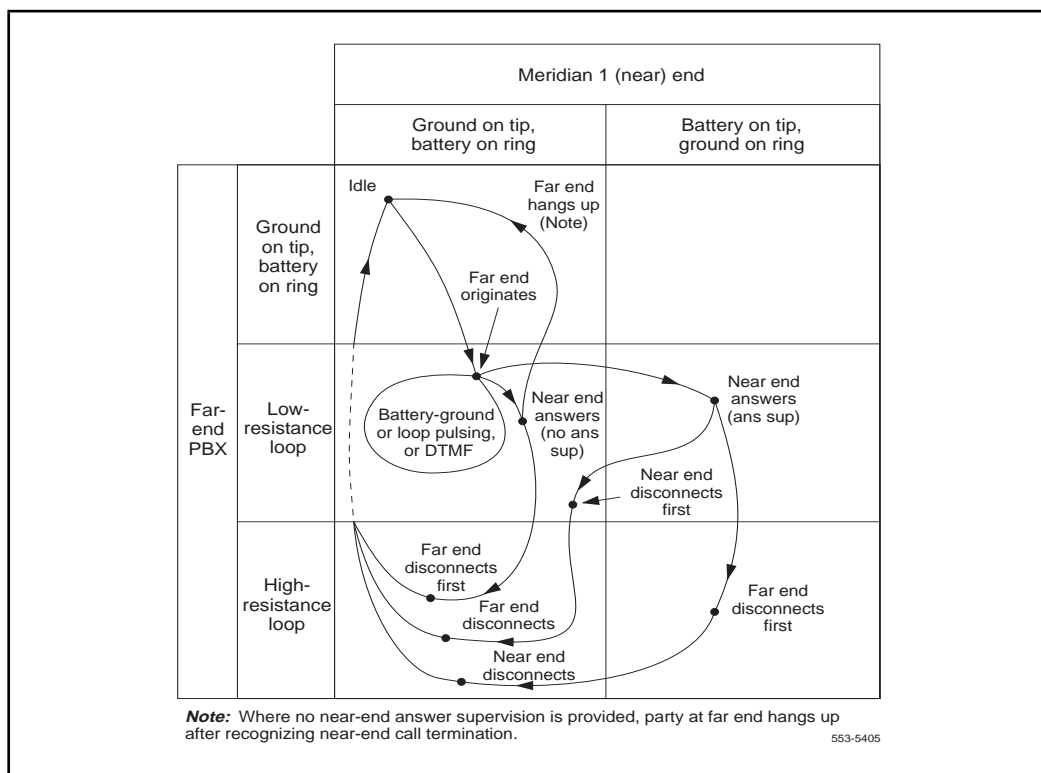 Meridian 1 (near) end
Ground on tip,
battery on ring
Battery on tip,
ground on ring
Far-
end
PBX
Ground
on tip,
battery
on ring
Idle
Far end
hangs up
(Note)
Far end
originates
Low-
resistance
loop
Battery-ground
or loop pulsing,
or DTMF
Near end
answers
(no ans
sup)
Near end
answers
(ans sup)
Near end
disconnects
first
High-
resistance
loop
Far end
disconnects
first
Far end
disconnects
Near end
disconnects
Far end
disconnects
first
Note: Where no near-end answer supervision is provided, party at far end hangs up
after recognizing near-end call termination.
553-5405